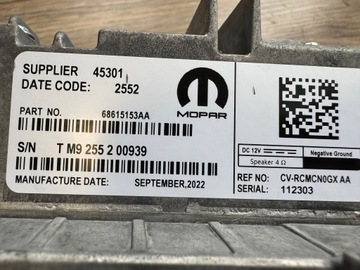 SUPPLIER 45301
DATE CODE: 2552
MOPAR
PART NO. 68615153AA
S/N T M9 255 2 00939
MANUFACTURE DATE: SEPTEMBER,2022
DC 12V Negative Ground
Speaker 4 Ω
REF NO: CV-RCMCN0GX AA
SERIAL: 112303